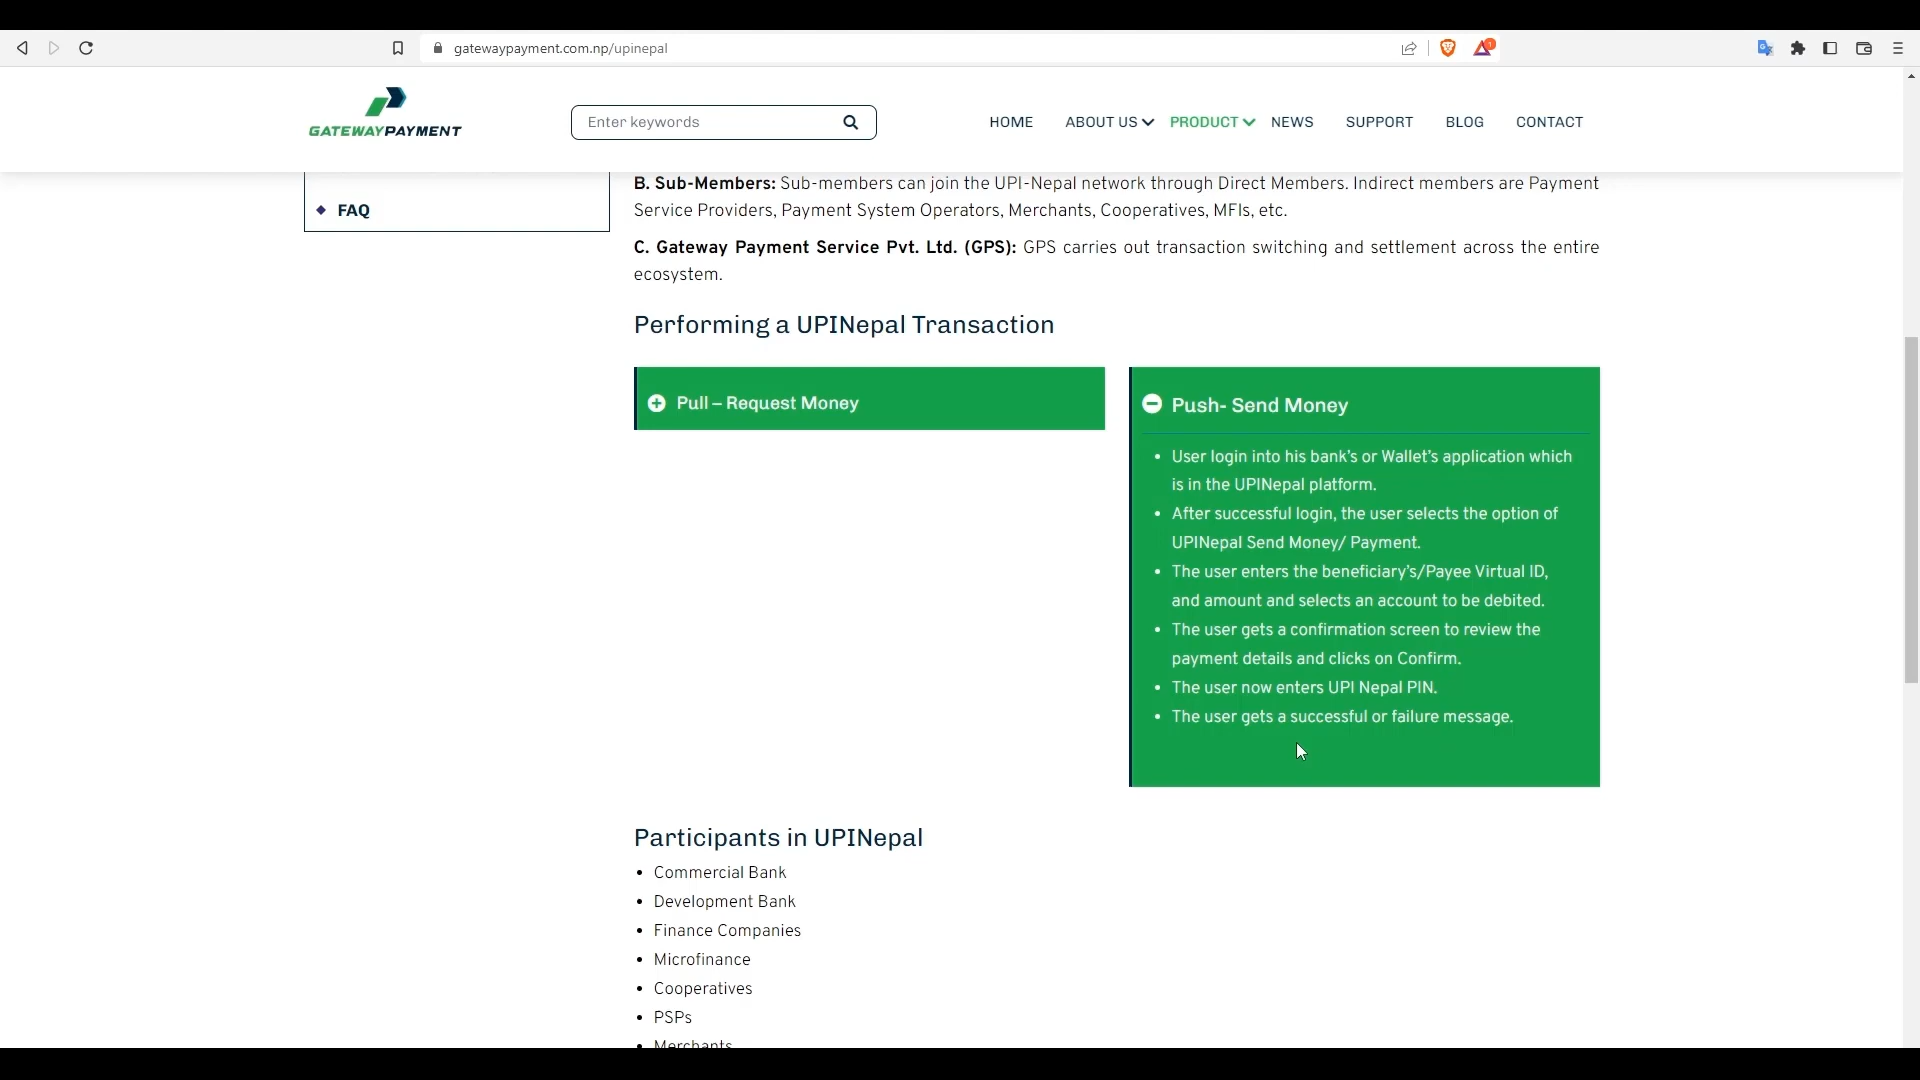 gatewaypayment.com.np/upinepal
1
GATEWAYPAYMENT
Enter keywords
HOME ABOUT US PRODUCT NEWS SUPPORT BLOG CONTACT
FAQ
B. Sub-Members: Sub-members can join the UPI-Nepal network through Direct Members. Indirect members are Payment
Service Providers, Payment System Operators, Merchants, Cooperatives, MFIs, etc.
C. Gateway Payment Service Pvt. Ltd. (GPS): GPS carries out transaction switching and settlement across the entire
ecosystem.
Performing a UPINepal Transaction
Pull – Request Money
Push- Send Money
• User login into his bank's or Wallet's application which
is in the UPINepal platform.
• After successful login, the user selects the option of
UPINepal Send Money/ Payment.
• The user enters the beneficiary's/Payee Virtual ID,
and amount and selects an account to be debited.
• The user gets a confirmation screen to review the
payment details and clicks on Confirm.
• The user now enters UPI Nepal PIN.
• The user gets a successful or failure message.
Participants in UPINepal
• Commercial Bank
• Development Bank
• Finance Companies
• Microfinance
• Cooperatives
• PSPs
• Merchants